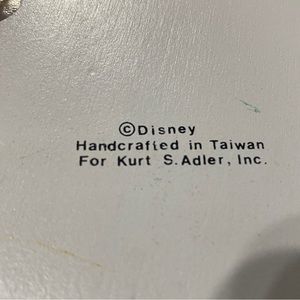 ©Disney
Handcrafted in Taiwan
For Kurt S.Adler, Inc.